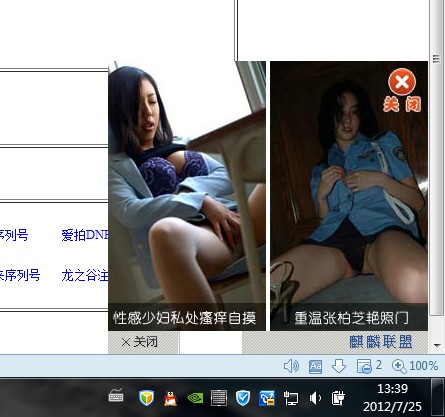 关闭
序列号
爱拍DNF
来序列号
龙之谷注
性感少妇私处瘙痒自摸
重温张柏芝艳照门
×关闭
麒麟联盟
2
100%
13:39
2012/7/25